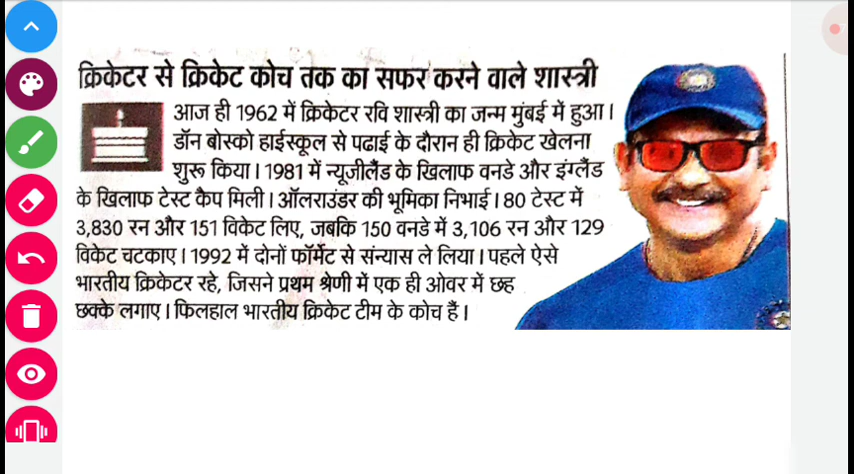 क्रिकेटर से क्रिकेट कोच तक का सफर करने वाले शास्त्री
आज ही 1962 में क्रिकेटर रवि शास्त्री का जन्म मुंबई में हुआ।
डॉन बोस्को हाईस्कूल से पढाई के दौरान ही क्रिकेट खेलना
शुरू किया। 1981 में न्यूजीलैंड के खिलाफ वनडे और इंग्लैंड
के खिलाफ टेस्ट कैप मिली। ऑलराउंडर की भूमिका निभाई। 80 टेस्ट में
3,830 रन और 151 विकेट लिए, जबकि 150 वनडे में 3,106 रन और 129
विकेट चटकाए। 1992 में दोनों फॉर्मेट से संन्यास ले लिया। पहले ऐसे
भारतीय क्रिकेटर रहे, जिसने प्रथम श्रेणी में एक ही ओवर में छह
छक्के लगाए। फिलहाल भारतीय क्रिकेट टीम के कोच हैं।